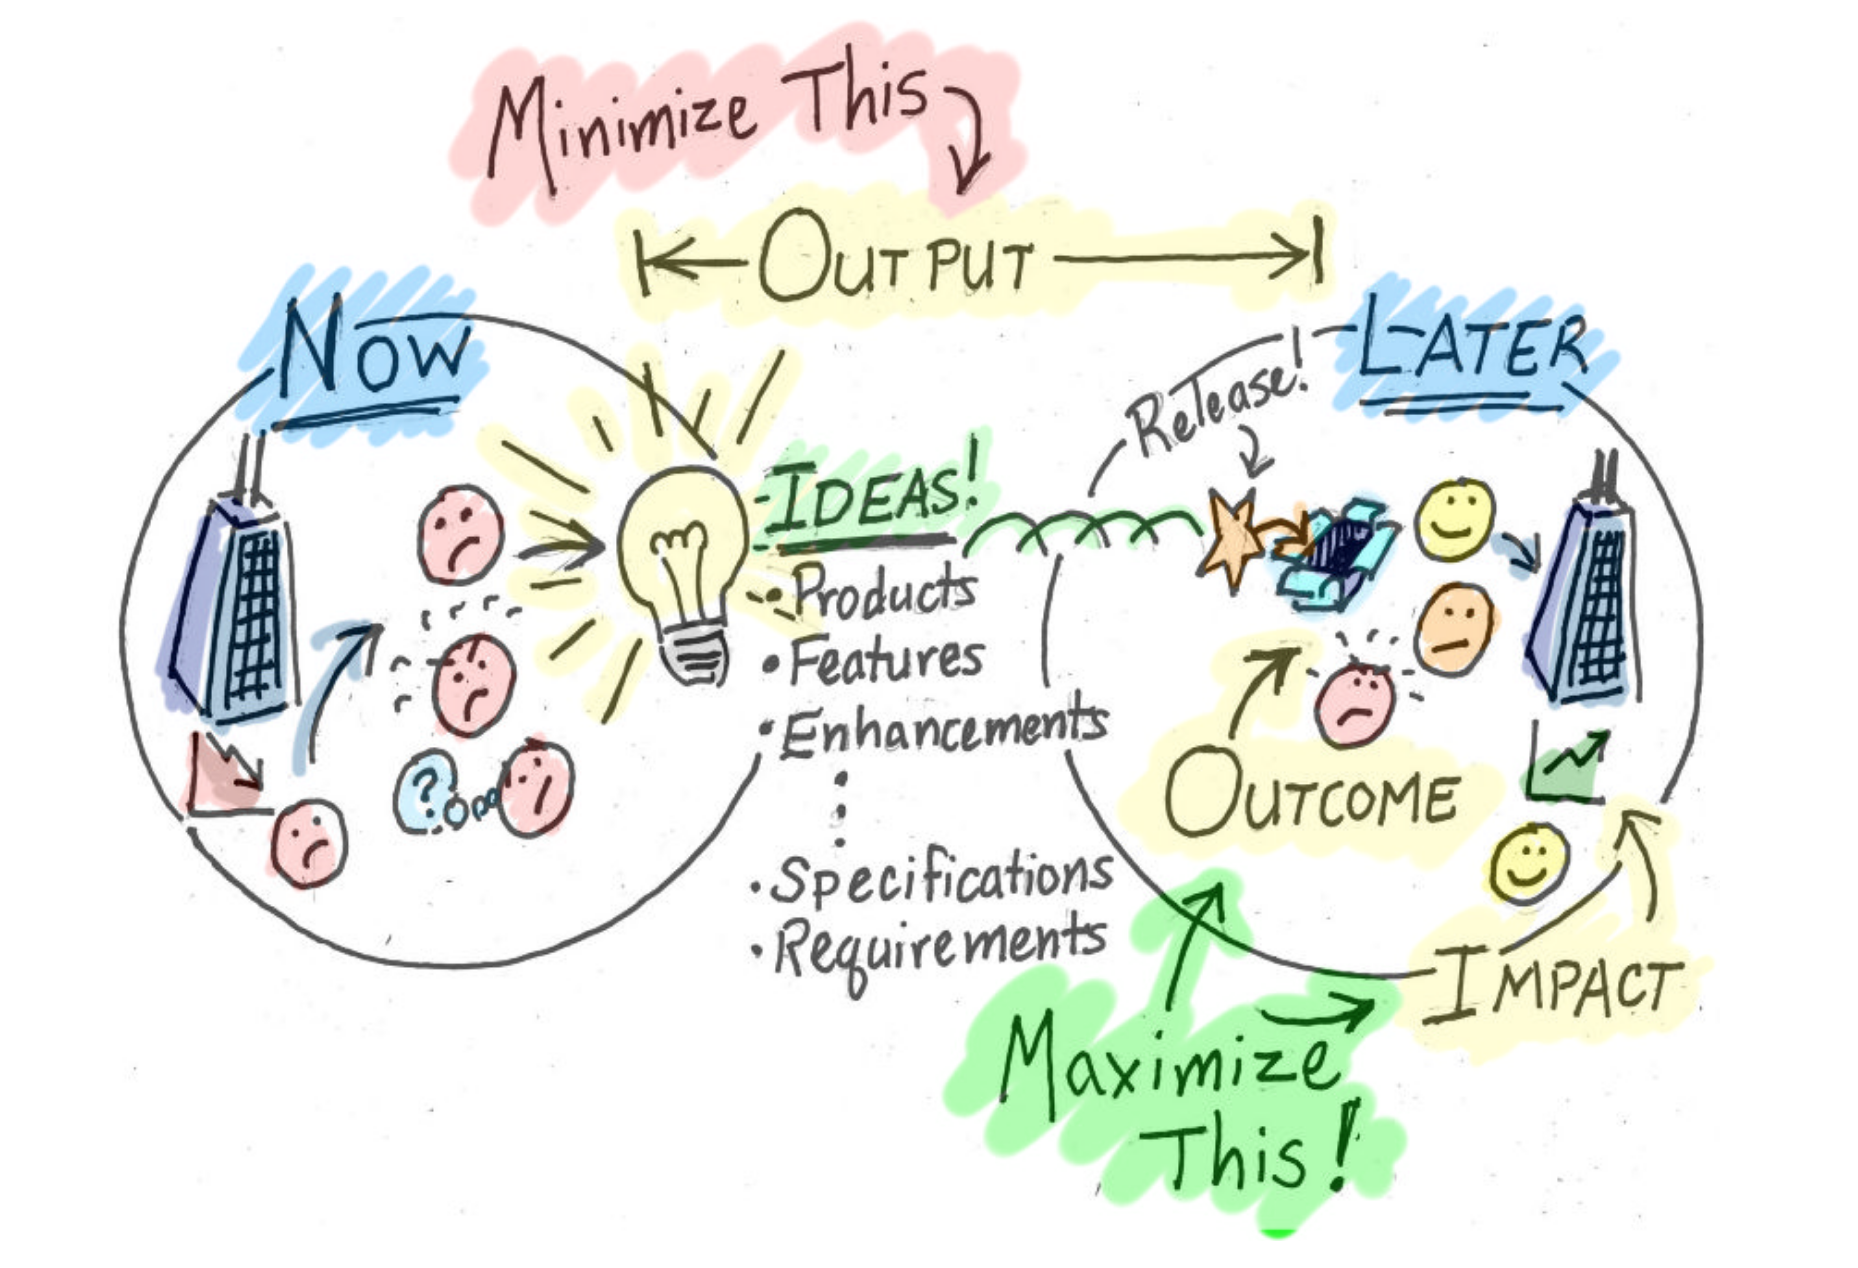 Minimize This
OUTPUT
NOW
LATER
Release!
IDEAS!
• Products
• Features
• Enhancements
?
OUTCOME
• Specifications
• Requirements
IMPACT
Maximize
This!